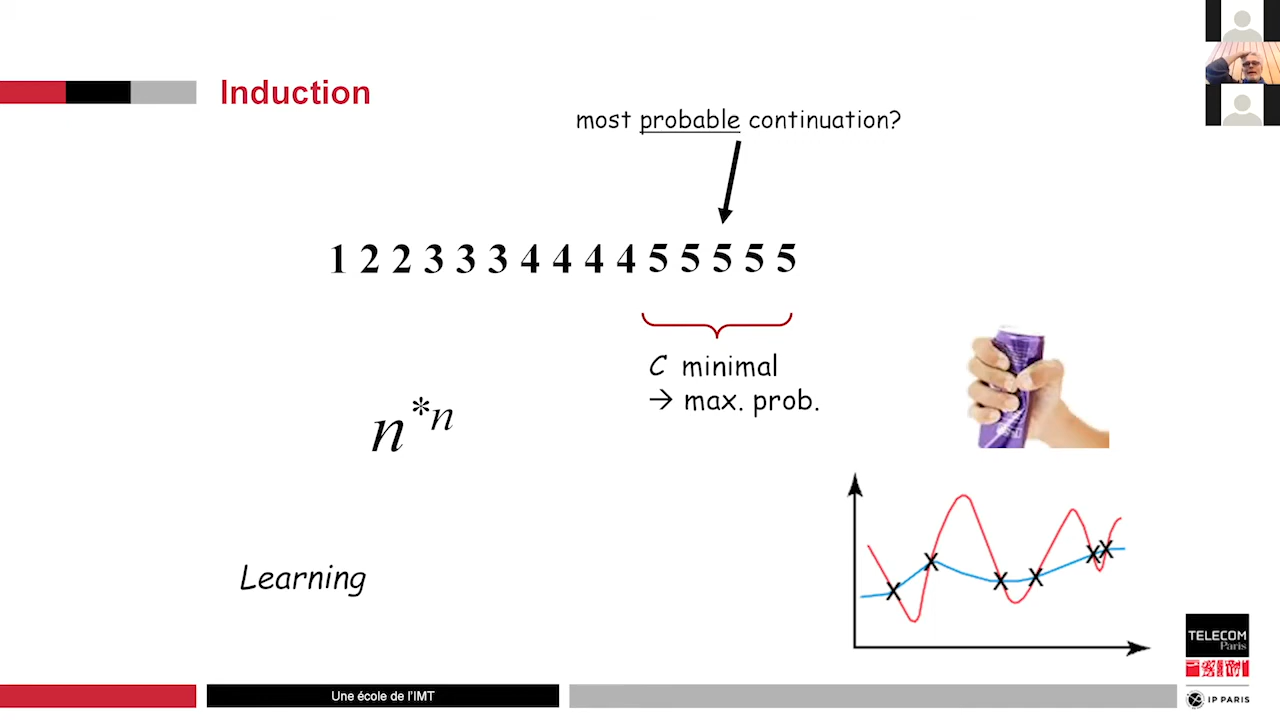 Induction
most probable continuation?
1 2 2 3 3 3 4 4 4 4 5 5 5 5 5
C minimal
→ max. prob.
n*n
Learning
TELECOM
Paris
Une école de l'IMT
IP PARIS